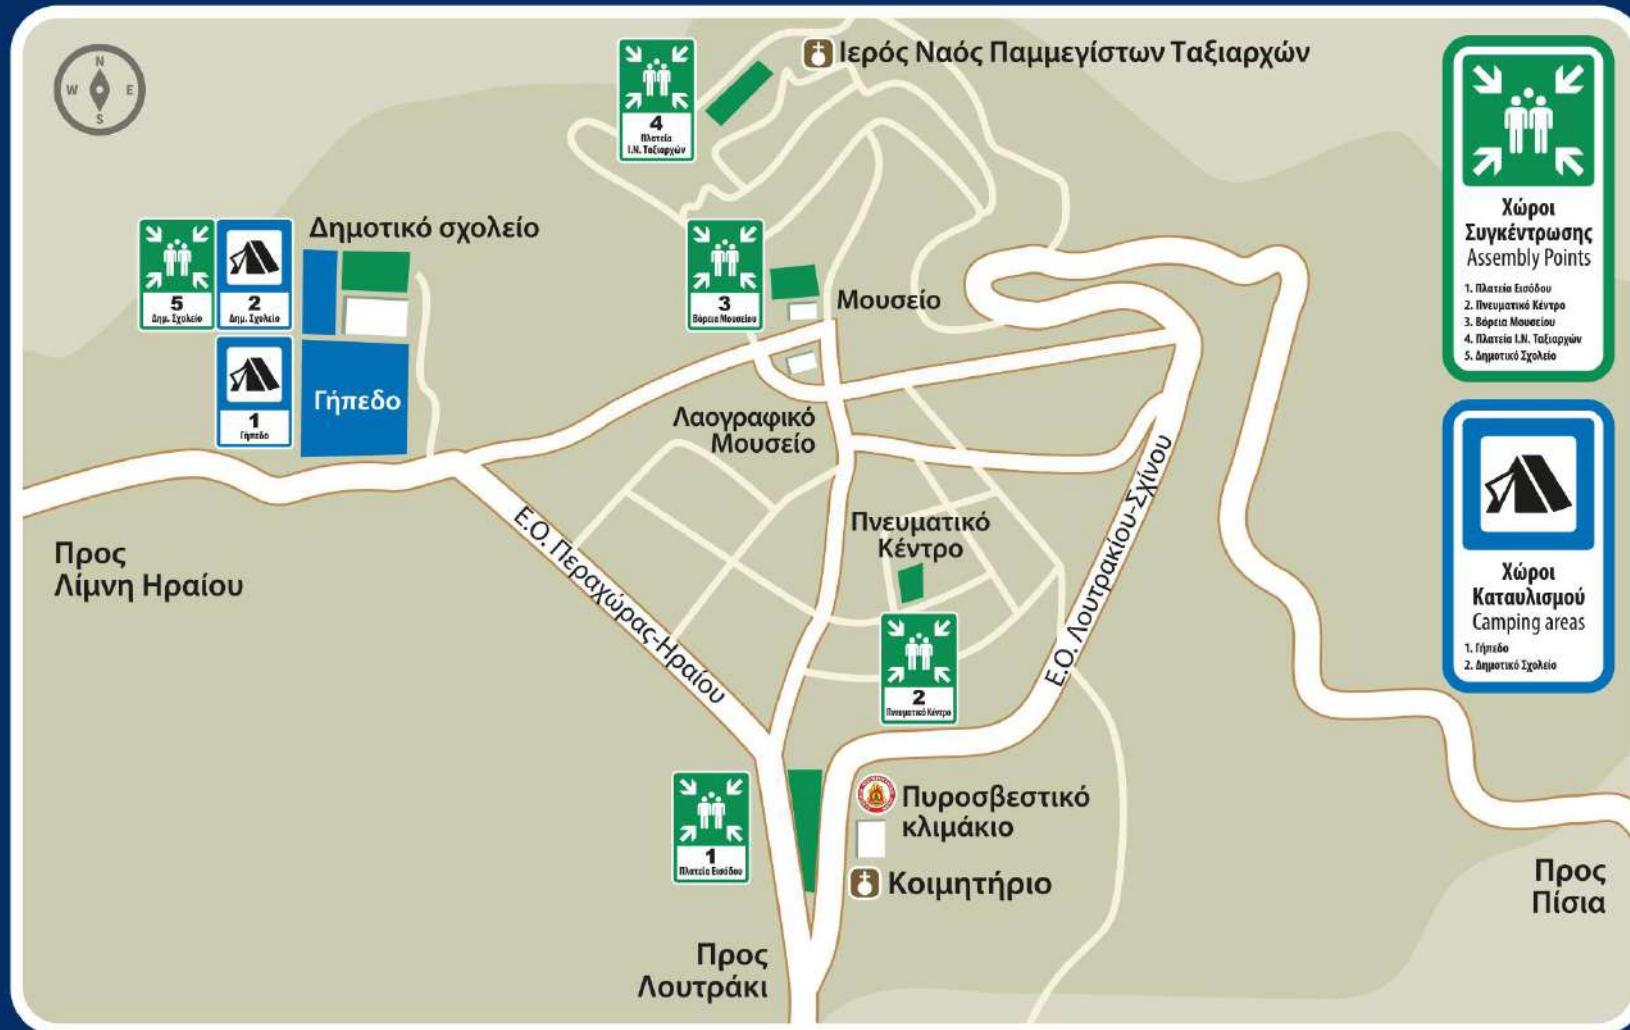 N
W E
S
Ιερός Ναός Παμμεγίστων Ταξιαρχών
4
Πλατεία
Ι.Ν. Ταξιαρχών
Δημοτικό σχολείο
5
Δημ. Σχολείο
2
Δημ. Σχολείο
1
Γήπεδο
Γήπεδο
3
Βόρεια Μουσείου
Μουσείο
Λαογραφικό
Μουσείο
Πνευματικό
Κέντρο
2
Πνευματικό Κέντρο
Ε.Ο. Περαχώρας-Ηραίου
Ε.Ο. Λουτρακίου-Σχίνου
Προς
Λίμνη Ηραίου
1
Πλατεία Εισόδου
Πυροσβεστικό
κλιμάκιο
Κοιμητήριο
Προς
Λουτράκι
Προς
Πίσια
Χώροι
Συγκέντρωσης
Assembly Points
1. Πλατεία Εισόδου
2. Πνευματικό Κέντρο
3. Βόρεια Μουσείου
4. Πλατεία Ι.Ν. Ταξιαρχών
5. Δημοτικό Σχολείο
Χώροι
Καταυλισμού
Camping areas
1. Γήπεδο
2. Δημοτικό Σχολείο